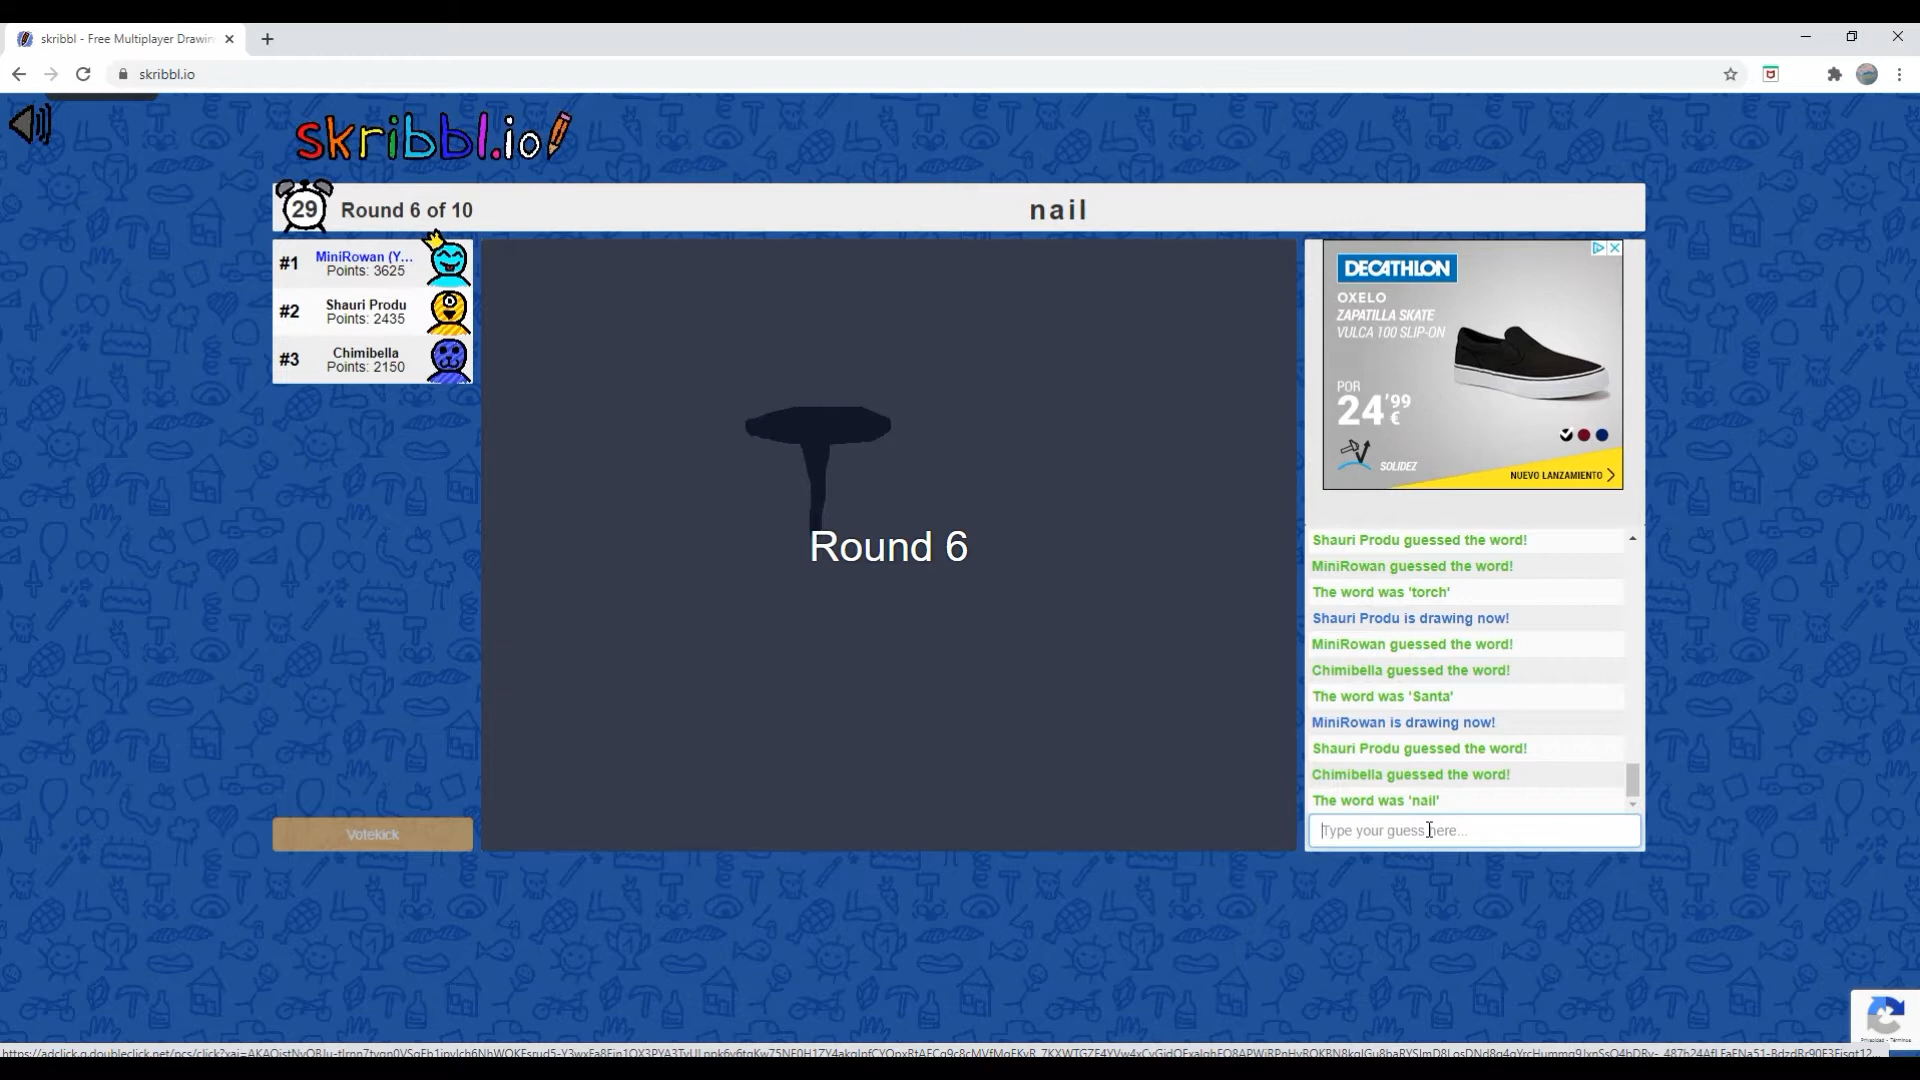 skribbl - Free Multiplayer Drawin
skribbl.io
skribbl.io
29
Round 6 of 10
nail
#1
MiniRowan (Y...
Points: 3625
#2
Shauri Produ
Points: 2435
#3
Chimibella
Points: 2150
Votekick
Round 6
DECATHLON
OXELO
ZAPATILLA SKATE
VULCA 100 SLIP-ON
POR
24'99 €
SOLIDEZ
NUEVO LANZAMIENTO
Shauri Produ guessed the word!
MiniRowan guessed the word!
The word was 'torch'
Shauri Produ is drawing now!
MiniRowan guessed the word!
Chimibella guessed the word!
The word was 'Santa'
MiniRowan is drawing now!
Shauri Produ guessed the word!
Chimibella guessed the word!
The word was 'nail'
Type your guess here...
Privacidad - Términos